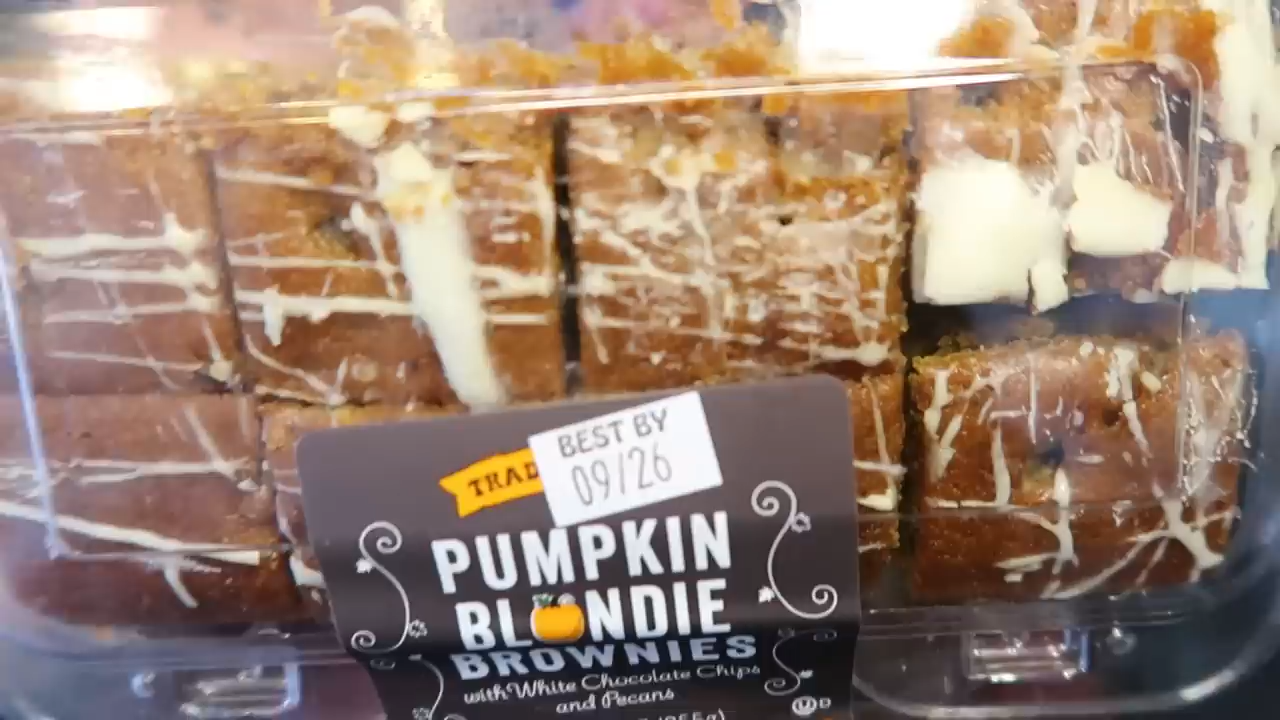 BEST BY
09/26
TRAD
PUMPKIN
BLONDIE
BROWNIES
with White Chocolate Chips
and Pecans
U D